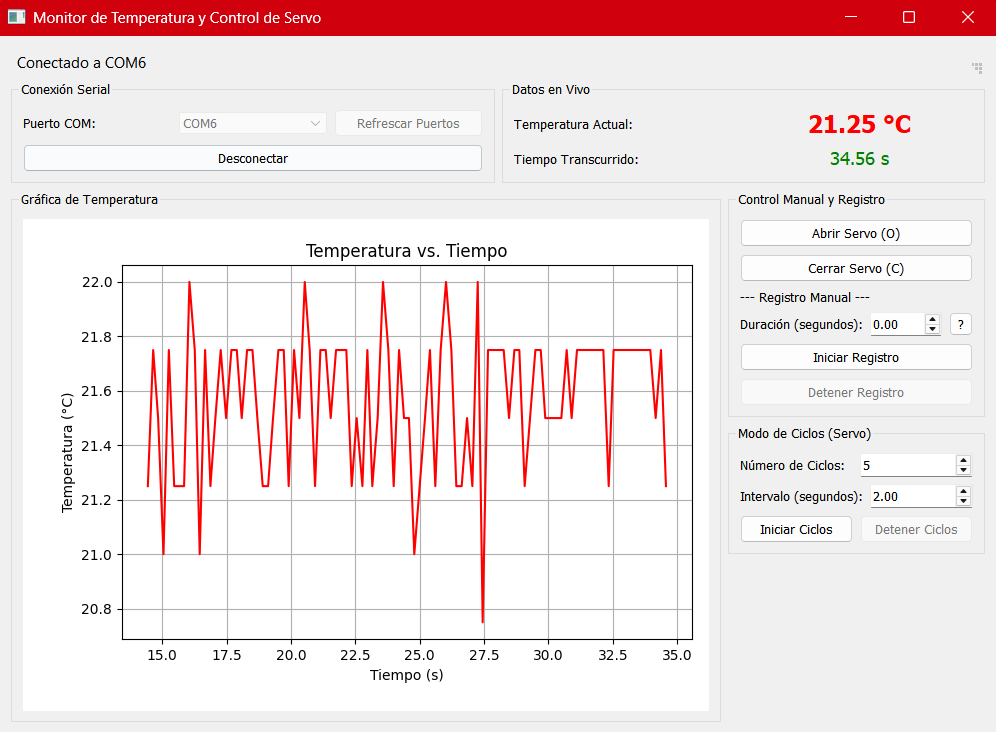 Monitor de Temperatura y Control de Servo
Conectado a COM6
Conexión Serial
Puerto COM: COM6 Refrescar Puertos
Desconectar
Datos en Vivo
Temperatura Actual: 21.25 °C
Tiempo Transcurrido: 34.56 s
Gráfica de Temperatura
Temperatura vs. Tiempo
Temperatura (°C)
22.0
21.8
21.6
21.4
21.2
21.0
20.8
15.0 17.5 20.0 22.5 25.0 27.5 30.0 32.5 35.0
Tiempo (s)
Control Manual y Registro
Abrir Servo (O)
Cerrar Servo (C)
--- Registro Manual ---
Duración (segundos): 0.00 ?
Iniciar Registro
Detener Registro
Modo de Ciclos (Servo)
Número de Ciclos: 5
Intervalo (segundos): 2.00
Iniciar Ciclos Detener Ciclos